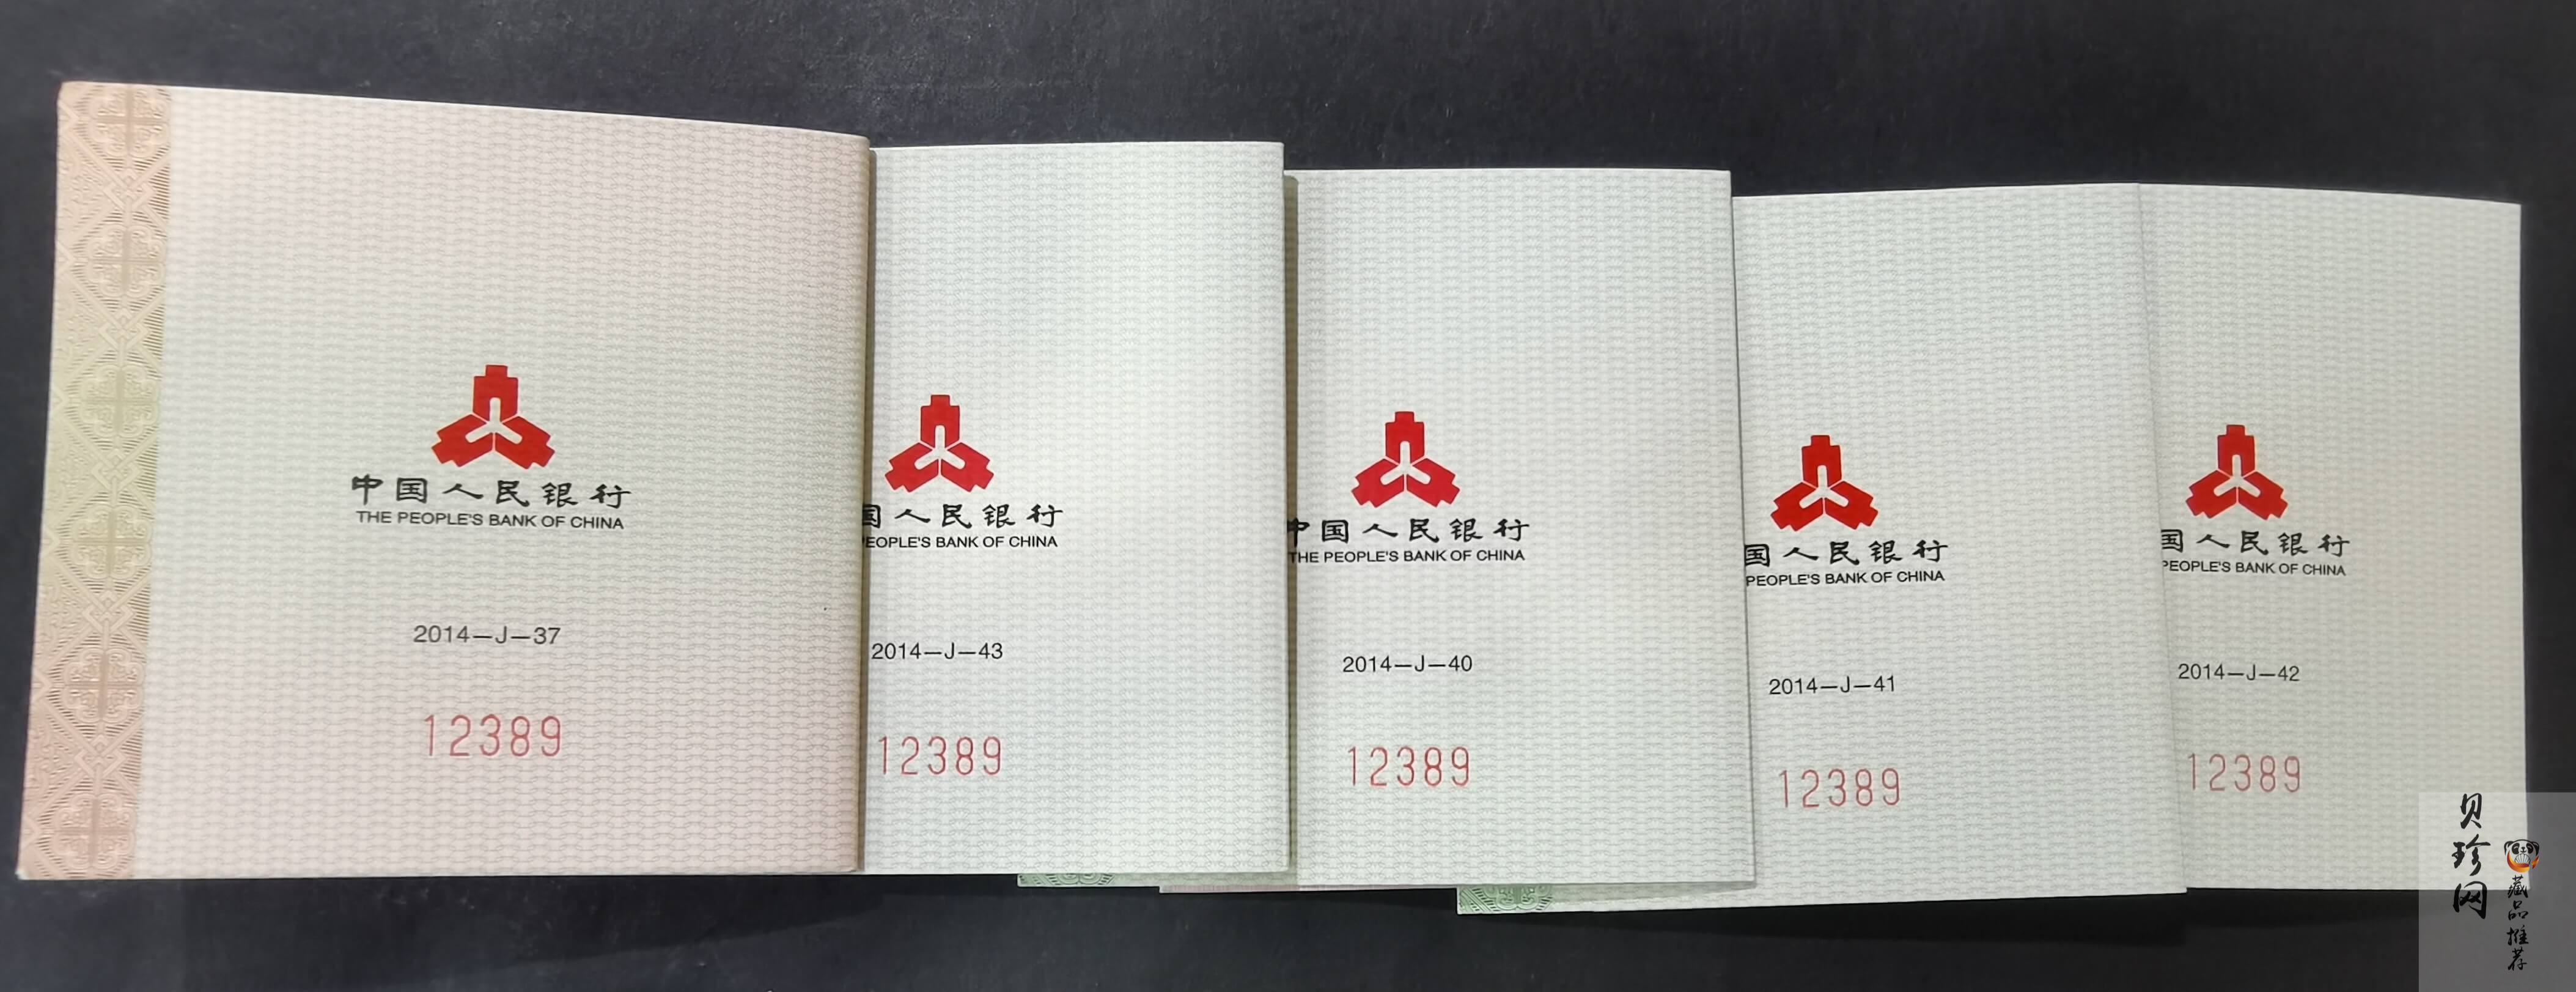 中国人民银行
THE PEOPLE'S BANK OF CHINA
2014—J—37
12389
国人民银行
PEOPLE'S BANK OF CHINA
2014—J—43
12389
中国人民银行
THE PEOPLE'S BANK OF CHINA
2014—J—40
12389
国人民银行
PEOPLE'S BANK OF CHINA
2014—J—41
12389
国人民银行
PEOPLE'S BANK OF CHINA
2014—J—42
12389
贝珍网
藏品推荐